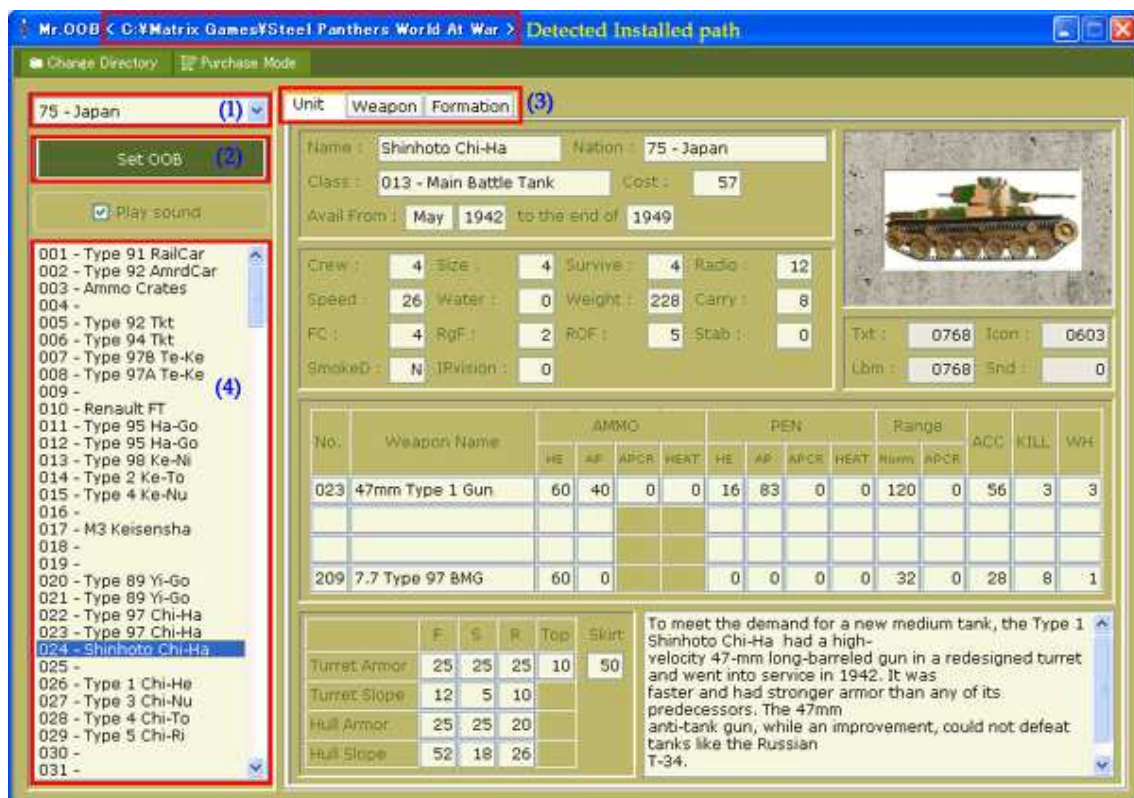 Mr.OOB < C:¥Matrix Games¥Steel Panthers World At War > Detected Installed path
Change Directory Purchase Mode
75 - Japan (1)
Set OOB (2)
Play sound
001 - Type 91 RailCar
002 - Type 92 AmrdCar
003 - Ammo Crates
004 -
005 - Type 92 Tkt
006 - Type 94 Tkt
007 - Type 97B Te-Ke
008 - Type 97A Te-Ke
009 -
(4)
010 - Renault FT
011 - Type 95 Ha-Go
012 - Type 95 Ha-Go
013 - Type 98 Ke-Ni
014 - Type 2 Ke-To
015 - Type 4 Ke-Nu
016 -
017 - M3 Keisensha
018 -
019 -
020 - Type 89 Yi-Go
021 - Type 89 Yi-Go
022 - Type 97 Chi-Ha
023 - Type 97 Chi-Ha
024 - Shinhoto Chi-Ha
025 -
026 - Type 1 Chi-He
027 - Type 3 Chi-Nu
028 - Type 4 Chi-To
029 - Type 5 Chi-Ri
030 -
031 -
Unit Weapon Formation (3)
Name : Shinhoto Chi-Ha Nation : 75 - Japan
Class : 013 - Main Battle Tank Cost : 57
Avail From : May 1942 to the end of 1949
Crew : 4 Size : 4 Survive : 4 Radio : 12
Speed : 26 Water : 0 Weight : 228 Carry : 8
FC : 4 RgF : 2 ROF : 5 Stab : 0
SmokeD : N IRvision : 0
Txt : 0768 Icon : 0603
Lbm : 0768 Snd : 0
No. Weapon Name AMMO PEN Range ACC KILL WH
HE AP APCR HEAT HE AP APCR HEAT Norm APCR
023 47mm Type 1 Gun 60 40 0 0 16 83 0 0 120 0 56 3 3
209 7.7 Type 97 BMG 60 0 0 0 0 0 32 0 28 8 1
F S R Top Skirt
Turret Armor 25 25 25 10 50
Turret Slope 12 5 10
Hull Armor 25 25 20
Hull Slope 52 18 26
To meet the demand for a new medium tank, the Type 1
Shinhoto Chi-Ha had a high-
velocity 47-mm long-barreled gun in a redesigned turret
and went into service in 1942. It was
faster and had stronger armor than any of its
predecessors. The 47mm
anti-tank gun, while an improvement, could not defeat
tanks like the Russian
T-34.